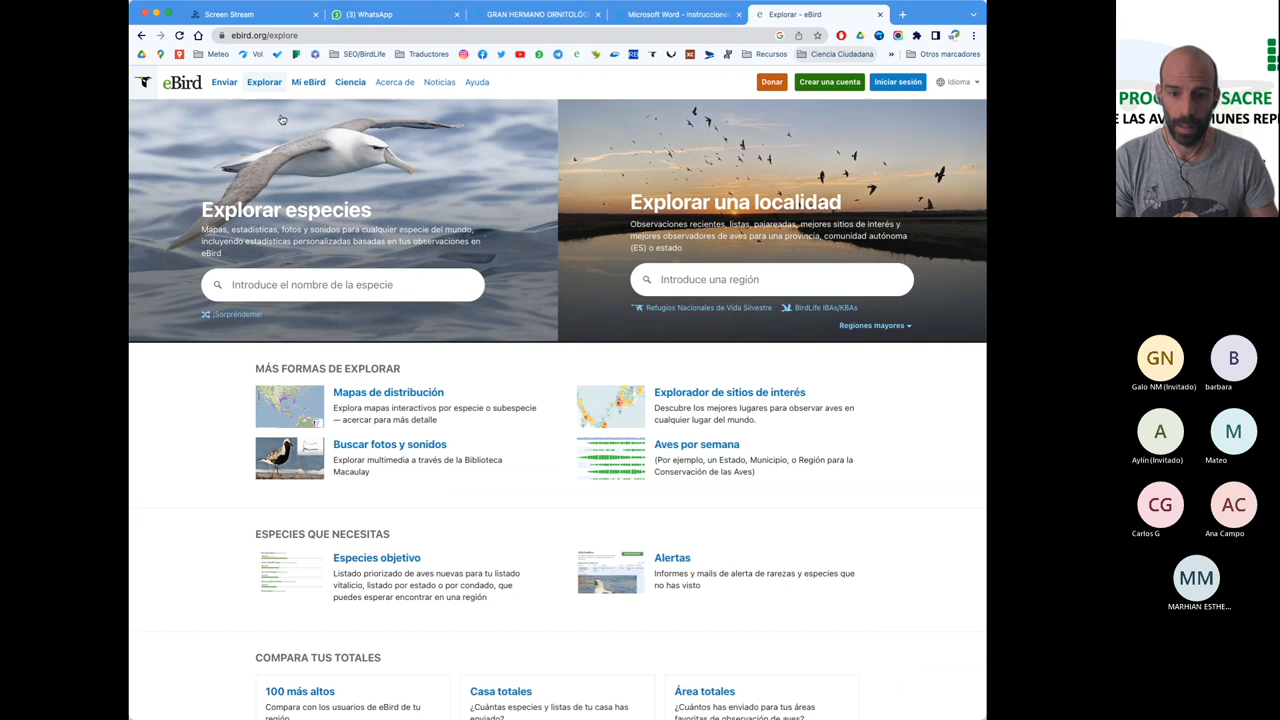 Screen Stream
(3) WhatsApp
GRAN HERMANO ORNITOLÓG
Microsoft Word - instruccione
Explorar - eBird
ebird.org/explore
Meteo
Vol
SEO/BirdLife
Traductores
Recursos
Ciencia Ciudadana
»
Otros marcadores
eBird
Enviar
Explorar
Mi eBird
Ciencia
Acerca de
Noticias
Ayuda
Donar
Crear una cuenta
Iniciar sesión
Idioma
Explorar especies
Mapas, estadísticas, fotos y sonidos para cualquier especie del mundo,
incluyendo estadísticas personalizadas basadas en tus observaciones en
eBird
Introduce el nombre de la especie
¡Sorpréndeme!
Explorar una localidad
Observaciones recientes, listas, pajareadas, mejores sitios de interés y
mejores observadores de aves para una provincia, comunidad autónoma
(ES) o estado
Introduce una región
Refugios Nacionales de Vida Silvestre
BirdLife IBAs/KBAs
Regiones mayores
MÁS FORMAS DE EXPLORAR
Mapas de distribución
Explora mapas interactivos por especie o subespecie
— acercar para más detalle
Explorador de sitios de interés
Descubre los mejores lugares para observar aves en
cualquier lugar del mundo.
Buscar fotos y sonidos
Explorar multimedia a través de la Biblioteca
Macaulay
Aves por semana
(Por ejemplo, un Estado, Municipio, o Región para la
Conservación de las Aves)
ESPECIES QUE NECESITAS
Especies objetivo
Listado priorizado de aves nuevas para tu listado
vitalicio, listado por estado o por condado, que
puedes esperar encontrar en una región
Alertas
Informes y mails de alerta de rarezas y especies que
no has visto
COMPARA TUS TOTALES
100 más altos
Compara con los usuarios de eBird de tu
región
Casa totales
¿Cuántas especies y listas de tu casa has
enviado?
Área totales
¿Cuántos has enviado para tus áreas
favoritas de observación de aves?
PROG SACRE
E LAS AV MUNES REP
GN
Galo NM (Invitado)
B
barbara
A
Aylin (Invitado)
M
Mateo
CG
Carlos G
AC
Ana Campo
MM
MARHIAN ESTHE...